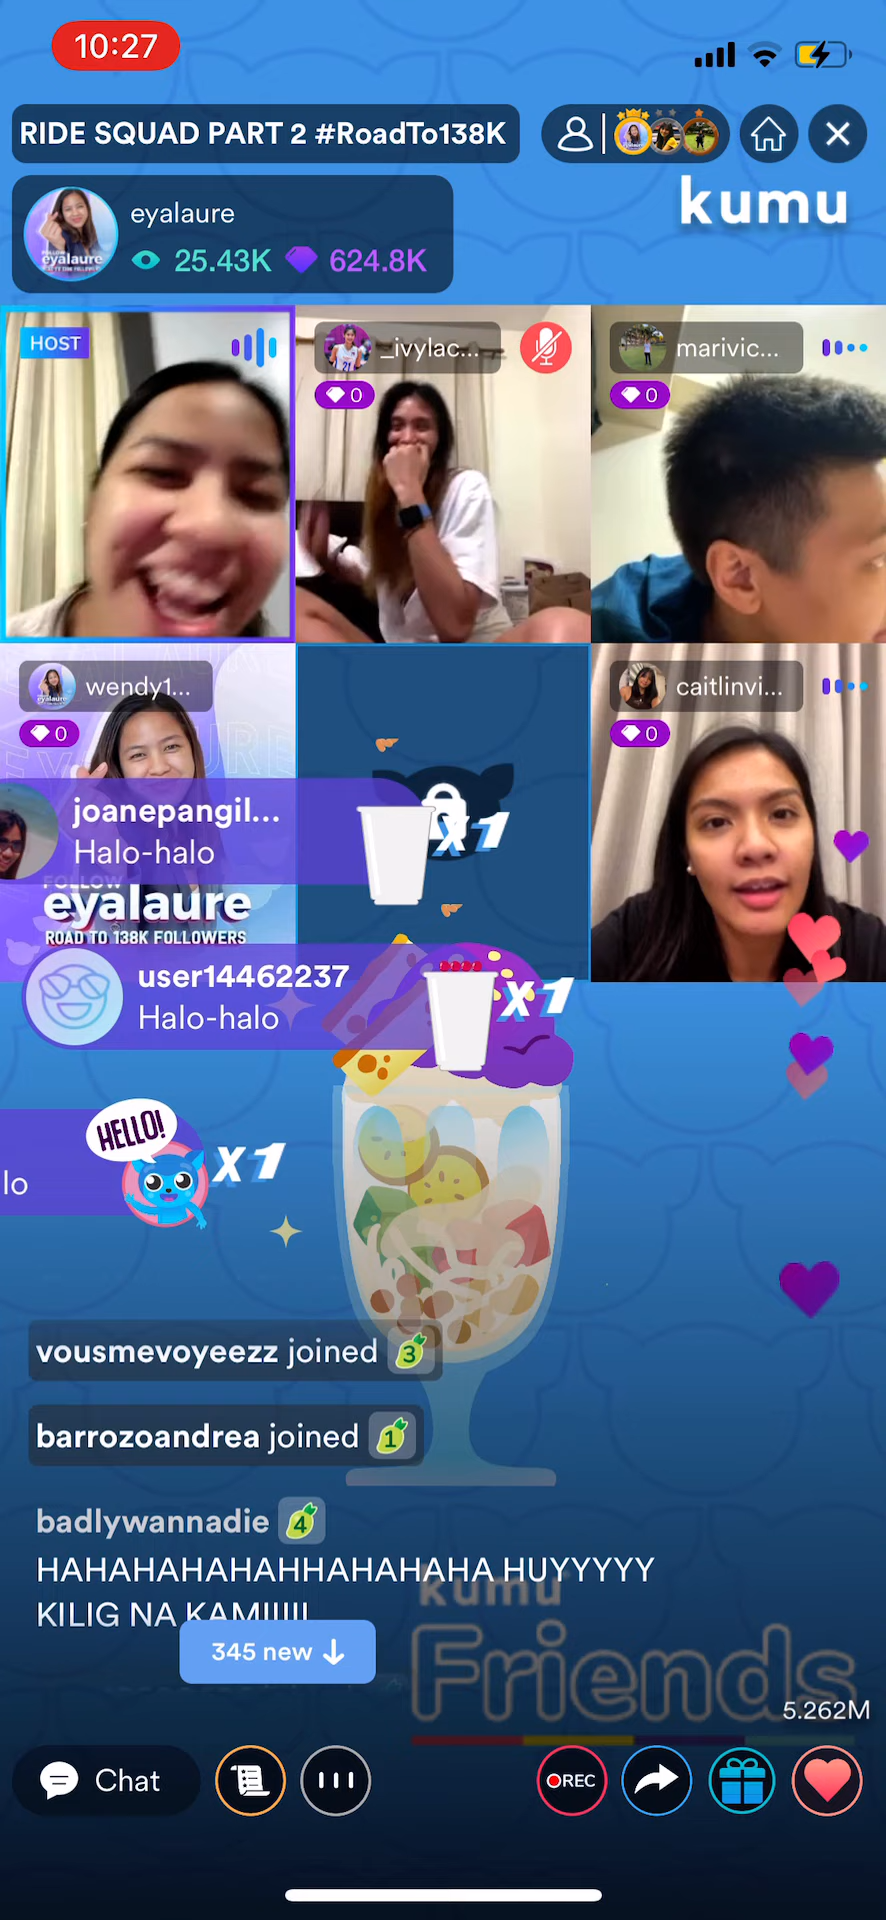 10:27
RIDE SQUAD PART 2 #RoadTo138K
kumu
eyalaure
25.43K 624.8K
HOST
_ivylac...
0
marivic...
0
wendy1...
0
caitlinvi...
0
joanepangil...
Halo-halo
X1
FOLLOW
eyalaure
ROAD TO 138K FOLLOWERS
user14462237
Halo-halo
X1
HELLO!
X1
lo
vousmevoyeezz joined 3
barrozoandrea joined 1
badlywannadie 4
HAHAHAHAHAHHAHAHAHA HUYYYYY
KILIG NA KAMIIIIII
345 new
kumu
Friends
5.262M
Chat
REC